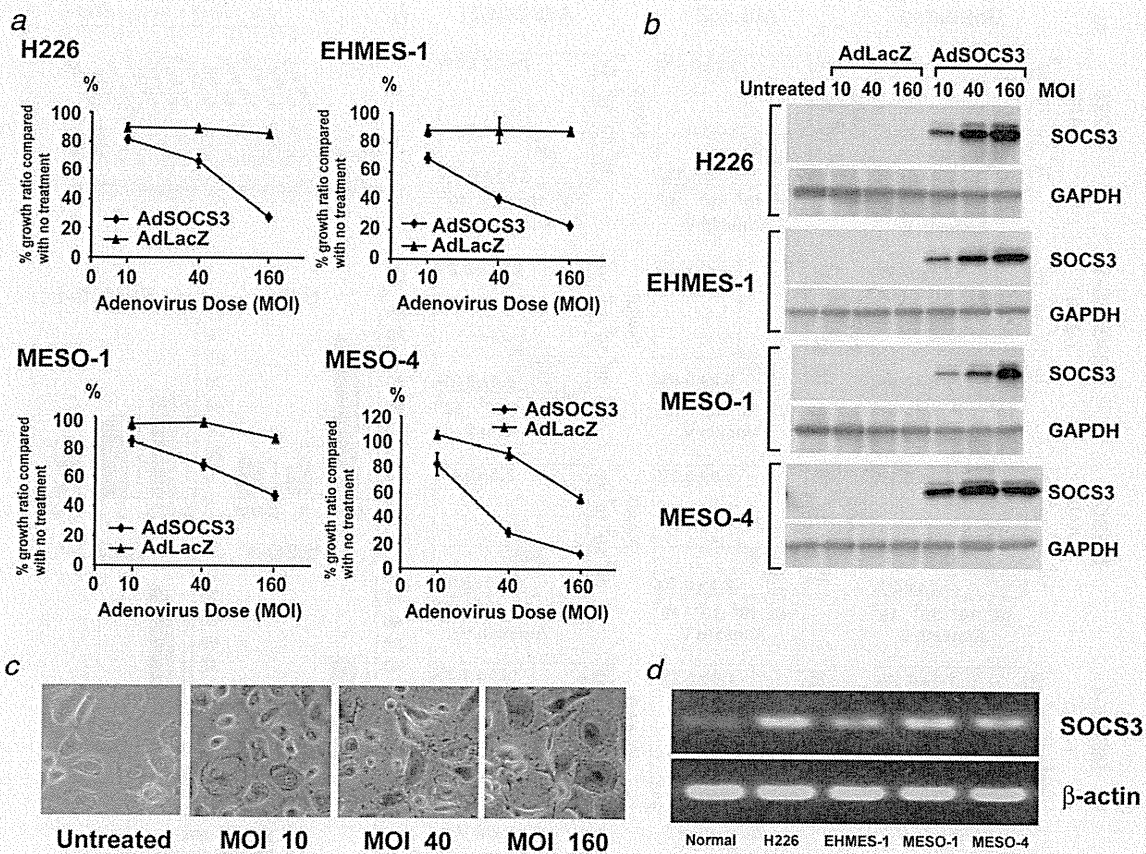 a
H226
%
% growth ratio compared
with no treatment
100
80
60
40
20
0
AdSOCS3
AdLacZ
0 10 40 160
Adenovirus Dose (MOI)
EHMES-1
%
% growth ratio compared
with no treatment
100
80
60
40
20
0
AdSOCS3
AdLacZ
0 10 40 160
Adenovirus Dose (MOI)
MESO-1
%
% growth ratio compared
with no treatment
100
80
60
40
20
0
AdSOCS3
AdLacZ
0 10 40 160
Adenovirus Dose (MOI)
MESO-4
%
% growth ratio compared
with no treatment
120
100
80
60
40
20
0
AdSOCS3
AdLacZ
0 10 40 160
Adenovirus Dose (MOI)
b
AdLacZ AdSOCS3
Untreated 10 40 160 10 40 160 MOI
H226
SOCS3
GAPDH
EHMES-1
SOCS3
GAPDH
MESO-1
SOCS3
GAPDH
MESO-4
SOCS3
GAPDH
c
Untreated MOI 10 MOI 40 MOI 160
d
SOCS3
β-actin
Normal H226 EHMES-1 MESO-1 MESO-4